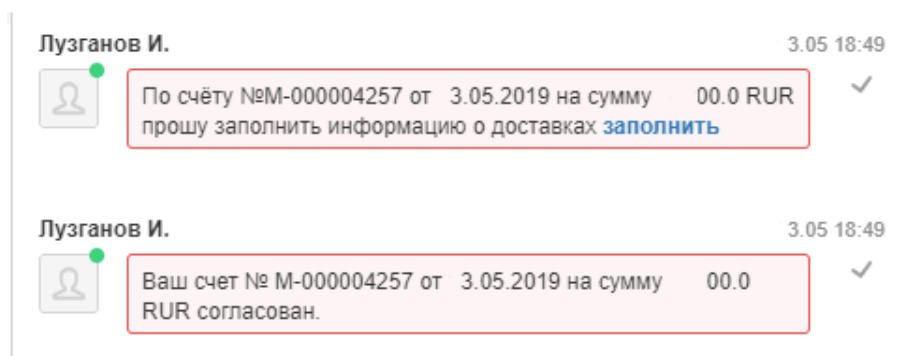 Лузганов И. 3.05 18:49
По счёту №М-000004257 от 3.05.2019 на сумму 00.0 RUR
прошу заполнить информацию о доставках заполнить
Лузганов И. 3.05 18:49
Ваш счет № М-000004257 от 3.05.2019 на сумму 00.0
RUR согласован.